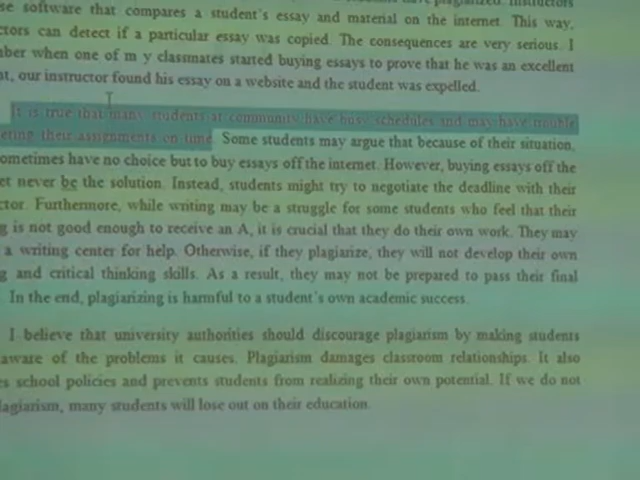 se software that compares a student's essay and material on the internet. This way,
ctors can detect if a particular essay was copied. The consequences are very serious. I
ber when one of m y classmates started buying essays to prove that he was an excellent
nt, our instructor found his essay on a website and the student was expelled.
It is true that many students at community have busy schedules and may have trouble
eting their assignments on time. Some students may argue that because of their situation,
ometimes have no choice but to buy essays off the internet. However, buying essays off the
et never be the solution. Instead, students might try to negotiate the deadline with their
ctor. Furthermore, while writing may be a struggle for some students who feel that their
g is not good enough to receive an A, it is crucial that they do their own work. They may
a writing center for help. Otherwise, if they plagiarize, they will not develop their own
g and critical thinking skills. As a result, they may not be prepared to pass their final
In the end, plagiarizing is harmful to a student's own academic success.
I believe that university authorities should discourage plagiarism by making students
aware of the problems it causes. Plagiarism damages classroom relationships. It also
es school policies and prevents students from realizing their own potential. If we do not
lagiarism, many students will lose out on their education.